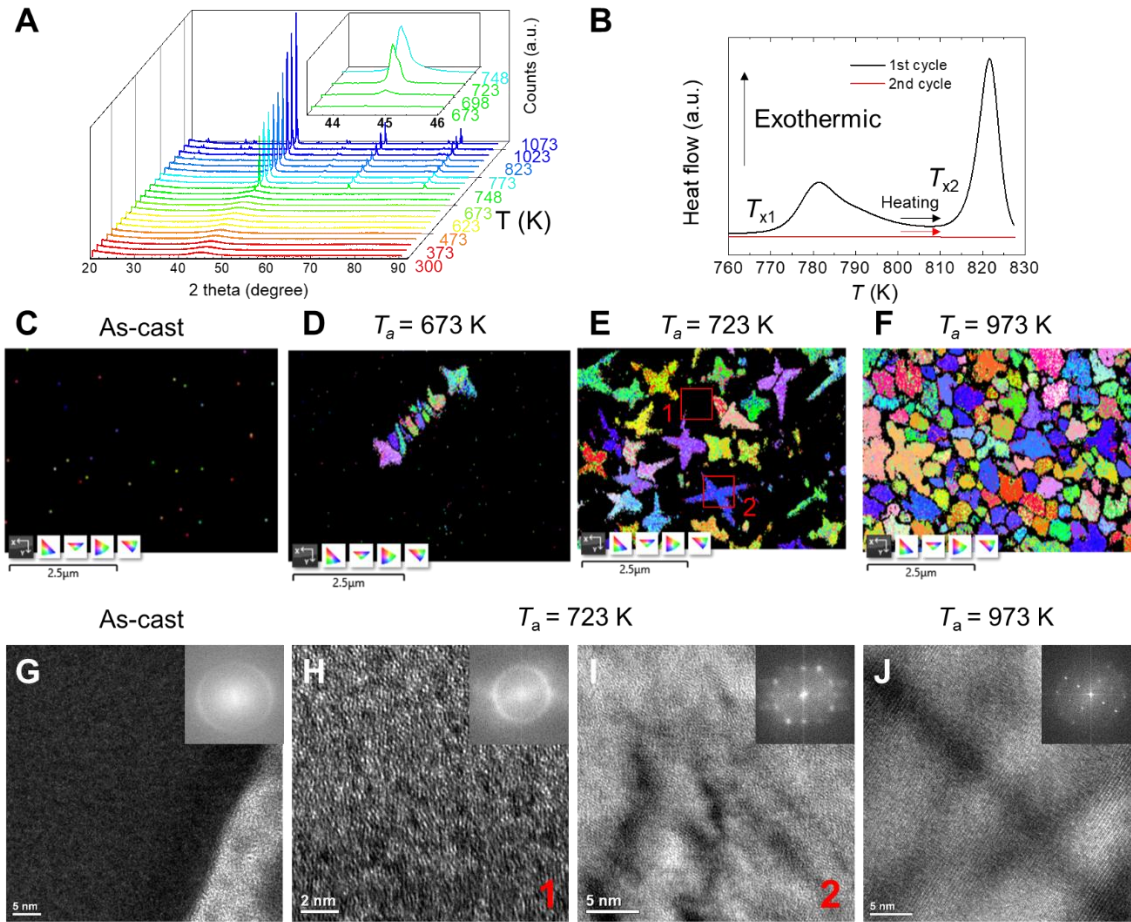 A
Counts (a.u.)
748
723
698
673
44 45 46
1073
1023
823
773
748
673
623
473
373
300
T (K)
20 30 40 50 60 70 80 90
2 theta (degree)
B
Heat flow (a.u.)
1st cycle
2nd cycle
Exothermic
Tx1
Heating
Tx2
760 770 780 790 800 810 820 830
T (K)
C
As-cast
D
Ta = 673 K
E
Ta = 723 K
F
Ta = 973 K
1
2
X
Y
2.5µm
X
Y
2.5µm
X
Y
2.5µm
X
Y
2.5µm
As-cast
Ta = 723 K
Ta = 973 K
G
5 nm
H
2 nm
1
I
5 nm
2
J
5 nm